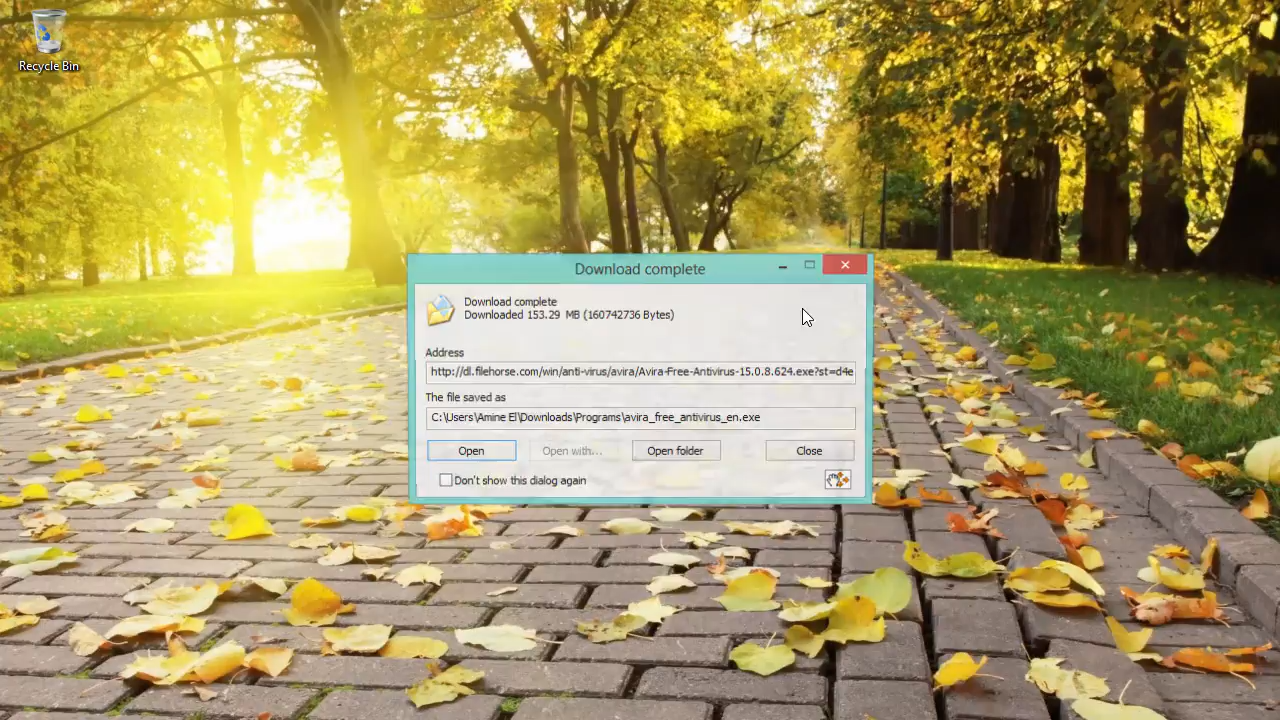 Recycle Bin
Download complete
Download complete
Downloaded 153.29 MB (160742736 Bytes)
Address
http://dl.filehorse.com/win/anti-virus/avira/Avira-Free-Antivirus-15.0.8.624.exe?st=d4e
The file saved as
C:\Users\Amine El\Downloads\Programs\avira_free_antivirus_en.exe
Open
Open with...
Open folder
Close
Don't show this dialog again